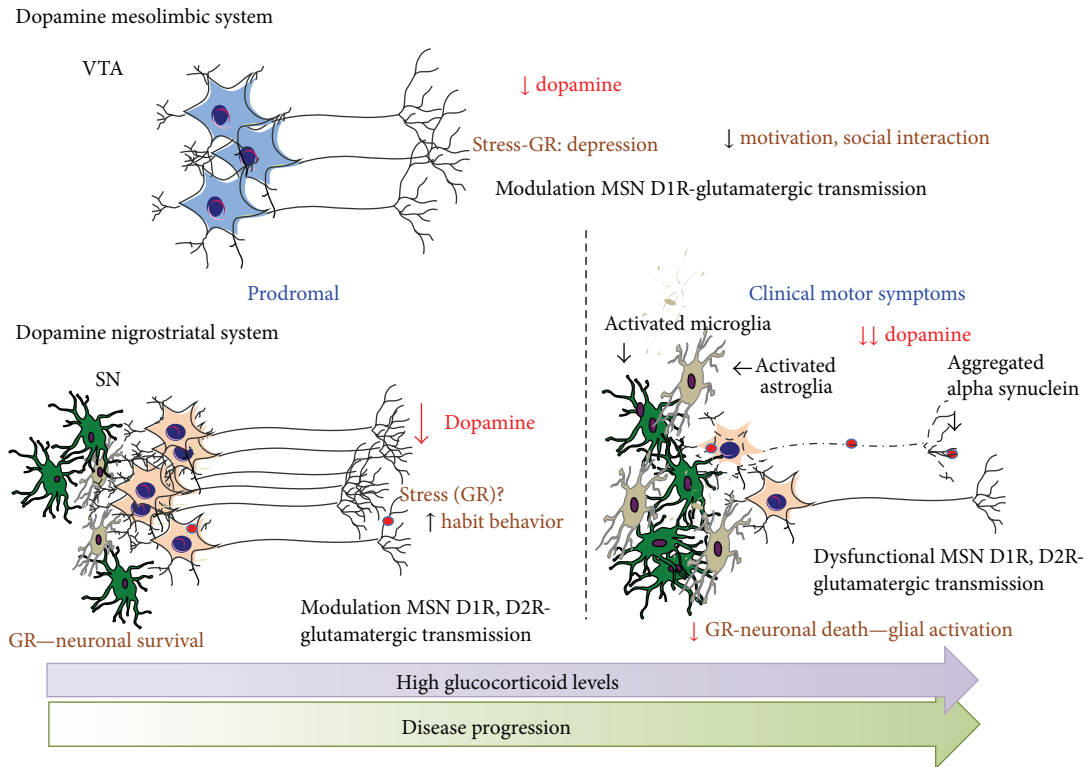 Dopamine mesolimbic system
VTA
↓ dopamine
Stress-GR: depression
↓ motivation, social interaction
Modulation MSN D1R-glutamatergic transmission
Prodromal
Clinical motor symptoms
Dopamine nigrostriatal system
SN
↓ Dopamine
Stress (GR)?
↑ habit behavior
Modulation MSN D1R, D2R-
glutamatergic transmission
GR—neuronal survival
Activated microglia
↓
← Activated
astroglia
↓↓ dopamine
Aggregated
alpha synuclein
↓
Dysfunctional MSN D1R, D2R-
glutamatergic transmission
↓ GR-neuronal death—glial activation
High glucocorticoid levels
Disease progression